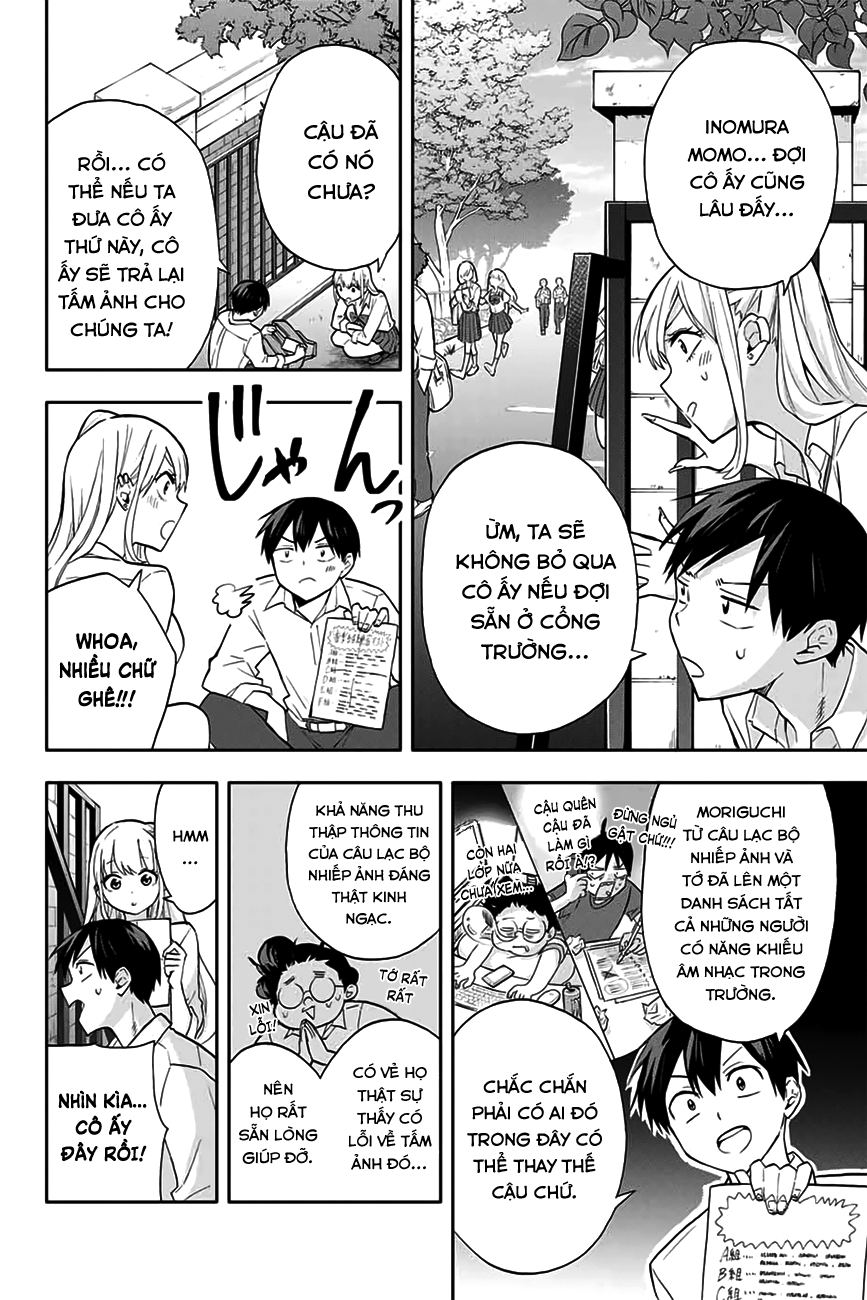 INOMURA
MOMO... ĐỢI
CÔ ẤY CŨNG
LÂU ĐẤY...
ỪM, TA SẼ
KHÔNG BỎ QUA
CÔ ẤY NẾU ĐỢI
SẴN Ở CỔNG
TRƯỜNG...
CẬU ĐÃ
CÓ NÓ
CHƯA?
RỒI... CÓ
THỂ NẾU TA
ĐƯA CÔ ẤY
THỨ NÀY, CÔ
ẤY SẼ TRẢ LẠI
TẤM ẢNH CHO
CHÚNG TA!
じゃんっ
WHOA,
NHIỀU CHỮ
GHÊ!!!
MORIGUCHI
TỪ CÂU LẠC BỘ
NHIẾP ẢNH VÀ
TỚ ĐÃ LÊN MỘT
DANH SÁCH TẤT
CẢ NHỮNG NGƯỜI
CÓ NĂNG KHIẾU
ÂM NHẠC TRONG
TRƯỜNG.
ĐỪNG NGỦ
GẬT CHỨ!!!
CẬU QUÊN
CẬU ĐÃ
LÀM GÌ
RỒI À!?
CÒN HAI
LỚP NỮA
CHƯA XEM...
CHẮC CHẮN
PHẢI CÓ AI ĐÓ
TRONG ĐÂY CÓ
THỂ THAY THẾ
CẬU CHỨ.
A組...
B組...
C組...
KHẢ NĂNG THU
THẬP THÔNG TIN
CỦA CÂU LẠC BỘ
NHIẾP ẢNH ĐÁNG
THẬT KINH
NGẠC.
TỚ RẤT
RẤT
XIN
LỖI!
CÓ VẺ HỌ
THẬT SỰ
THẤY CÓ
LỖI VỀ TẤM
ẢNH ĐÓ...
NÊN
HỌ RẤT
SẴN LÒNG
GIÚP ĐỠ.
HMM
...
NHÌN KÌA...
CÔ ẤY
ĐÂY RỒI!